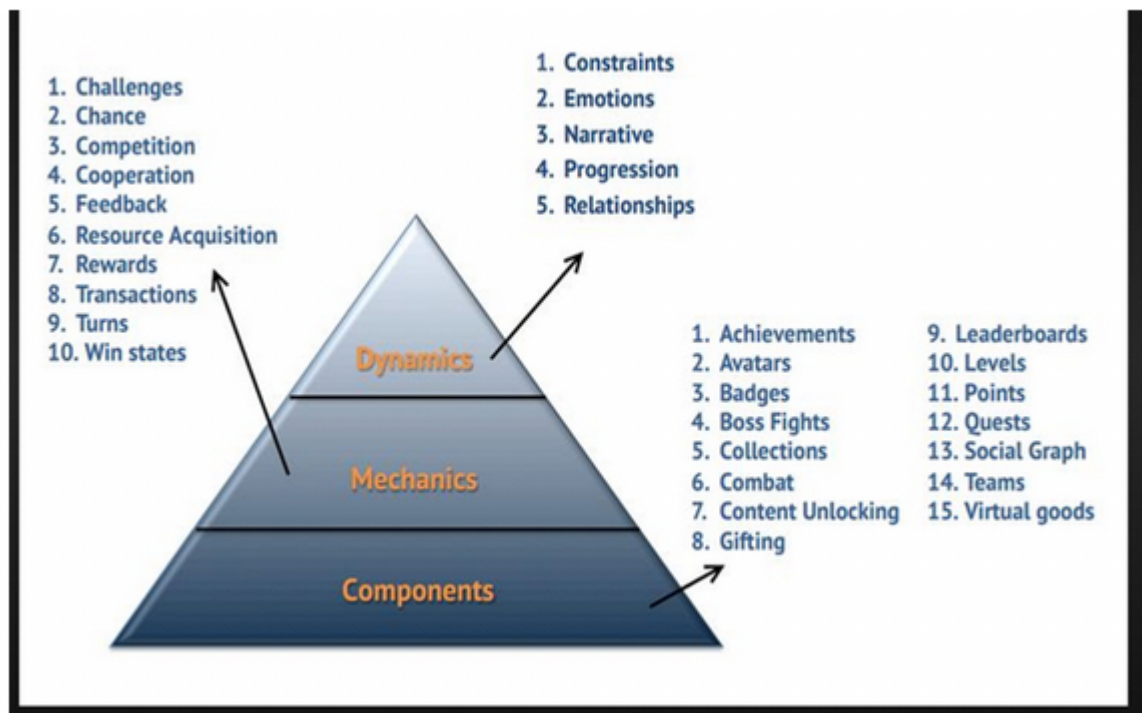 1. Challenges
2. Chance
3. Competition
4. Cooperation
5. Feedback
6. Resource Acquisition
7. Rewards
8. Transactions
9. Turns
10. Win states
1. Constraints
2. Emotions
3. Narrative
4. Progression
5. Relationships
Dynamics
Mechanics
Components
1. Achievements
2. Avatars
3. Badges
4. Boss Fights
5. Collections
6. Combat
7. Content Unlocking
8. Gifting
9. Leaderboards
10. Levels
11. Points
12. Quests
13. Social Graph
14. Teams
15. Virtual goods